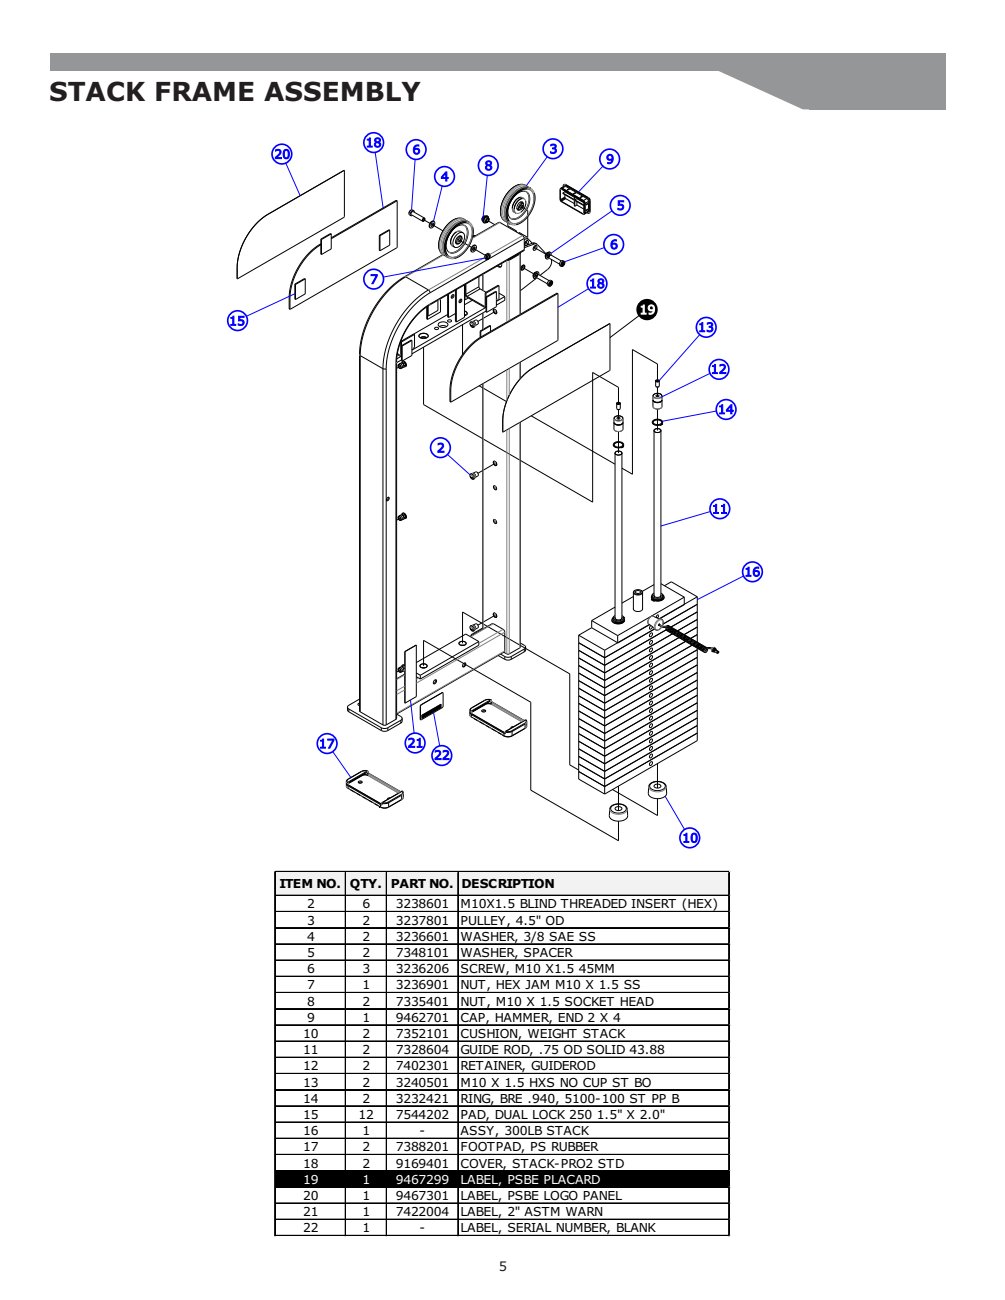 STACK FRAME ASSEMBLY
20
18
6
4
8
3
9
5
6
7
15
18
19
13
12
14
2
11
16
17
21
22
10
ITEM NO. QTY. PART NO. DESCRIPTION
2 6 3238601 M10X1.5 BLIND THREADED INSERT (HEX)
3 2 3237801 PULLEY, 4.5" OD
4 2 3236601 WASHER, 3/8 SAE SS
5 2 7348101 WASHER, SPACER
6 3 3236206 SCREW, M10 X1.5 45MM
7 1 3236901 NUT, HEX JAM M10 X 1.5 SS
8 2 7335401 NUT, M10 X 1.5 SOCKET HEAD
9 1 9462701 CAP, HAMMER, END 2 X 4
10 2 7352101 CUSHION, WEIGHT STACK
11 2 7328604 GUIDE ROD, .75 OD SOLID 43.88
12 2 7402301 RETAINER, GUIDEROD
13 2 3240501 M10 X 1.5 HXS NO CUP ST BO
14 2 3232421 RING, BRE .940, 5100-100 ST PP B
15 12 7544202 PAD, DUAL LOCK 250 1.5" X 2.0"
16 1 - ASSY, 300LB STACK
17 2 7388201 FOOTPAD, PS RUBBER
18 2 9169401 COVER, STACK-PRO2 STD
19 1 9467299 LABEL, PSBE PLACARD
20 1 9467301 LABEL, PSBE LOGO PANEL
21 1 7422004 LABEL, 2" ASTM WARN
22 1 - LABEL, SERIAL NUMBER, BLANK
5